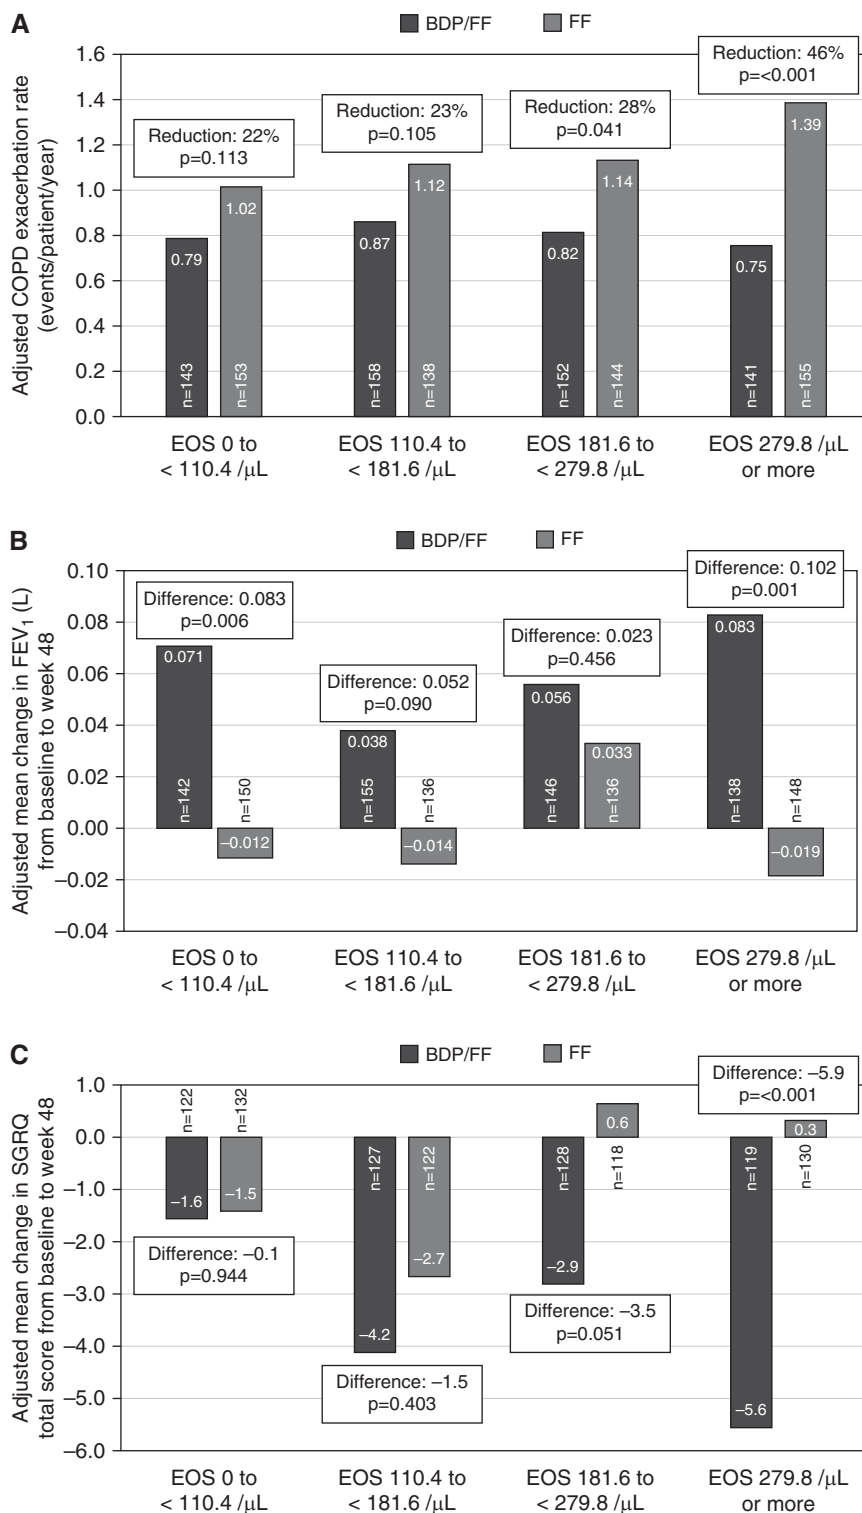 A
BDP/FF
FF
Adjusted COPD exacerbation rate
(events/patient/year)
1.6
1.4
1.2
1.0
0.8
0.6
0.4
0.2
0.0
Reduction: 22%
p=0.113
Reduction: 23%
p=0.105
Reduction: 28%
p=0.041
Reduction: 46%
p=<0.001
0.79
1.02
0.87
1.12
0.82
1.14
0.75
1.39
n=143
n=153
n=158
n=138
n=152
n=144
n=141
n=155
EOS 0 to
< 110.4 /μL
EOS 110.4 to
< 181.6 /μL
EOS 181.6 to
< 279.8 /μL
EOS 279.8 /μL
or more
B
BDP/FF
FF
Adjusted mean change in FEV₁ (L)
from baseline to week 48
0.10
0.08
0.06
0.04
0.02
0.00
−0.02
−0.04
Difference: 0.083
p=0.006
Difference: 0.052
p=0.090
Difference: 0.023
p=0.456
Difference: 0.102
p=0.001
0.071
−0.012
0.038
−0.014
0.056
0.033
0.083
−0.019
n=142
n=150
n=155
n=136
n=146
n=136
n=138
n=148
EOS 0 to
< 110.4 /μL
EOS 110.4 to
< 181.6 /μL
EOS 181.6 to
< 279.8 /μL
EOS 279.8 /μL
or more
C
BDP/FF
FF
Adjusted mean change in SGRQ
total score from baseline to week 48
1.0
0.0
−1.0
−2.0
−3.0
−4.0
−5.0
−6.0
n=122
n=132
n=127
n=122
n=128
n=118
n=119
n=130
−1.6
−1.5
−4.2
−2.7
−2.9
0.6
−5.6
0.3
Difference: −0.1
p=0.944
Difference: −1.5
p=0.403
Difference: −3.5
p=0.051
Difference: −5.9
p=<0.001
EOS 0 to
< 110.4 /μL
EOS 110.4 to
< 181.6 /μL
EOS 181.6 to
< 279.8 /μL
EOS 279.8 /μL
or more